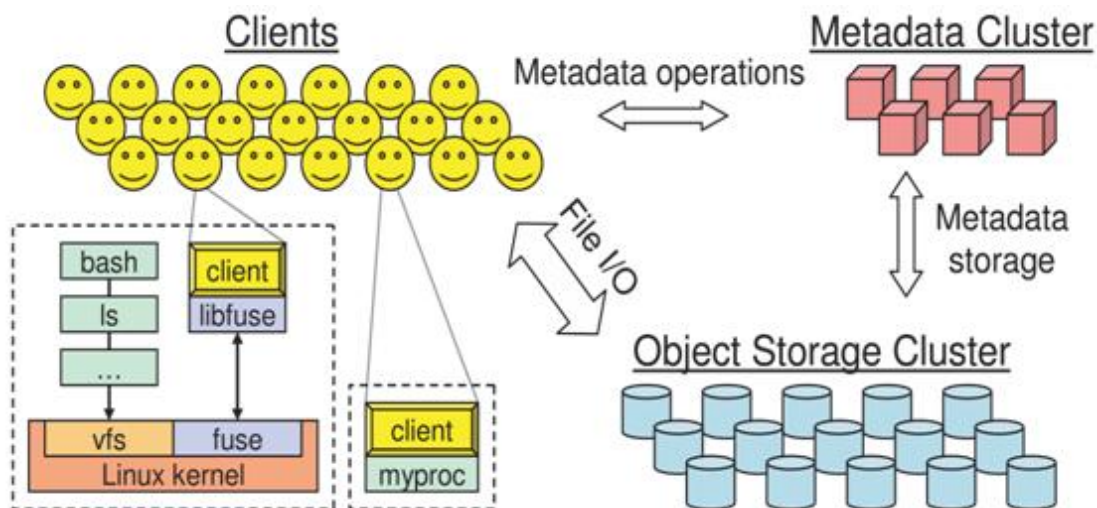 Clients
Metadata Cluster
Metadata operations
File I/O
Metadata
storage
bash
client
ls
libfuse
...
Object Storage Cluster
vfs
fuse
client
Linux kernel
myproc